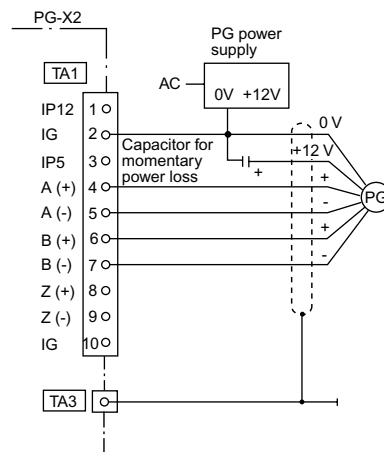 PG-X2
PG power
supply
TA1
AC
0V +12V
IP12 1
IG 2
0 V
Capacitor for
momentary
power loss
+12 V
+
IP5 3
A (+) 4
+
A (-) 5
-
PG
B (+) 6
+
B (-) 7
-
Z (+) 8
Z (-) 9
IG 10
TA3